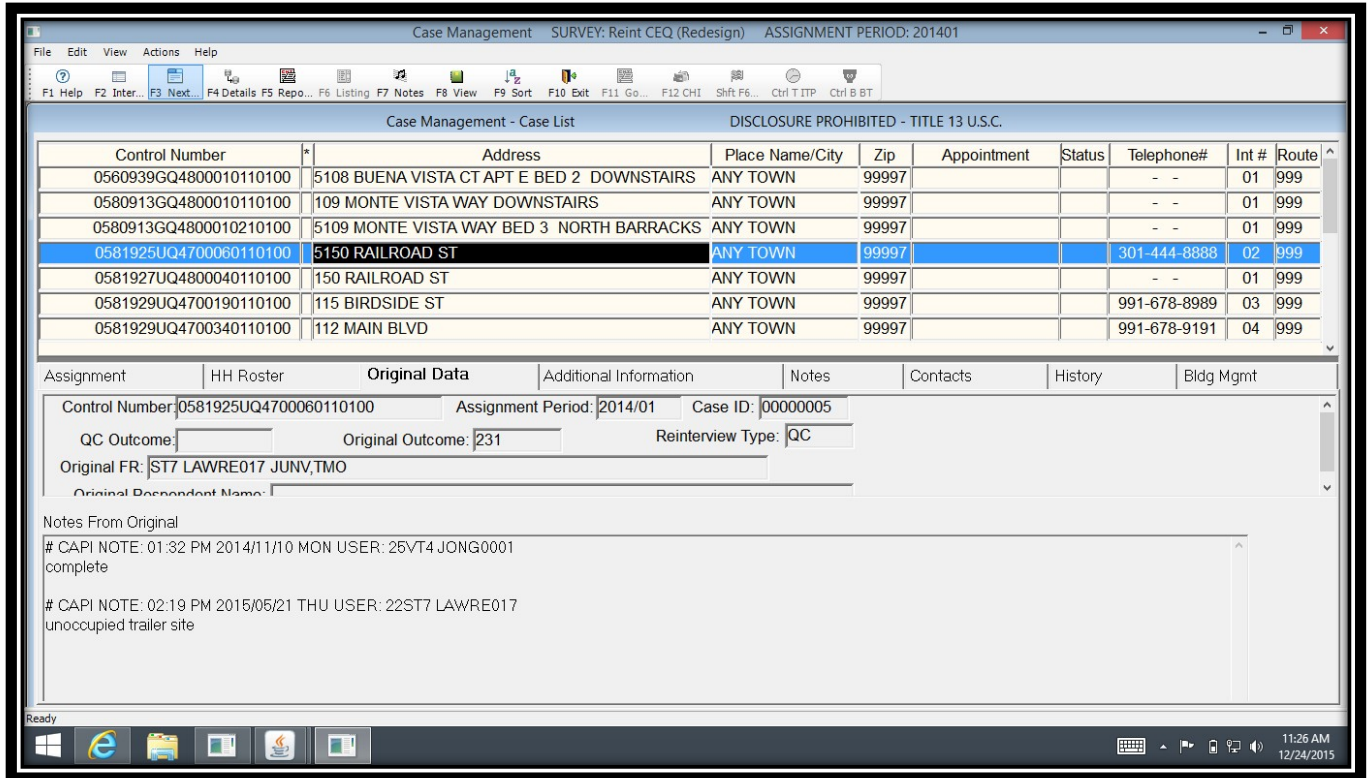 Case Management SURVEY: Reint CEQ (Redesign) ASSIGNMENT PERIOD: 201401
File Edit View Actions Help
F1 Help F2 Inter... F3 Next... F4 Details F5 Repo... F6 Listing F7 Notes F8 View F9 Sort F10 Exit F11 Go... F12 CHI Shft F6... Ctrl T ITP Ctrl B BT
Case Management - Case List DISCLOSURE PROHIBITED - TITLE 13 U.S.C.
Control Number * Address Place Name/City Zip Appointment Status Telephone# Int # Route
0560939GQ4800010110100 5108 BUENA VISTA CT APT E BED 2 DOWNSTAIRS ANY TOWN 99997 - - 01 999
0580913GQ4800010110100 109 MONTE VISTA WAY DOWNSTAIRS ANY TOWN 99997 - - 01 999
0580913GQ4800010210100 5109 MONTE VISTA WAY BED 3 NORTH BARRACKS ANY TOWN 99997 - - 01 999
0581925UQ4700060110100 5150 RAILROAD ST ANY TOWN 99997 301-444-8888 02 999
0581927UQ4800040110100 150 RAILROAD ST ANY TOWN 99997 - - 01 999
0581929UQ4700190110100 115 BIRDSIDE ST ANY TOWN 99997 991-678-8989 03 999
0581929UQ4700340110100 112 MAIN BLVD ANY TOWN 99997 991-678-9191 04 999
Assignment HH Roster Original Data Additional Information Notes Contacts History Bldg Mgmt
Control Number: 0581925UQ4700060110100 Assignment Period: 2014/01 Case ID: 00000005
QC Outcome: Original Outcome: 231 Reinterview Type: QC
Original FR: ST7 LAWRE017 JUNV,TMO
Original Respondent Name:
Notes From Original
# CAPI NOTE: 01:32 PM 2014/11/10 MON USER: 25VT4 JONG0001
complete
# CAPI NOTE: 02:19 PM 2015/05/21 THU USER: 22ST7 LAWRE017
unoccupied trailer site
Ready
11:26 AM
12/24/2015